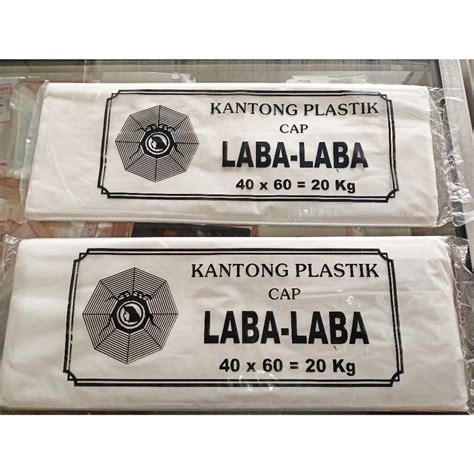 KANTONG PLASTIK
CAP
LABA-LABA
40 x 60 = 20 Kg
KANTONG PLASTIK
CAP
LABA-LABA
40 x 60 = 20 Kg